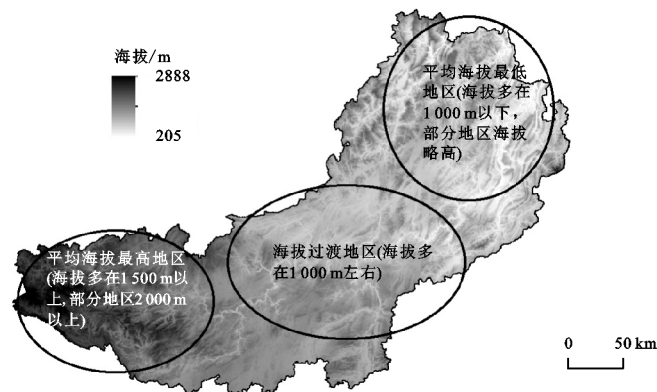 海拔/m
2888
205
平均海拔最低
地区(海拔多在
1 000 m以下,
部分地区海拔
略高)
海拔过渡地区(海拔多
在1 000 m左右)
平均海拔最高地区
(海拔多在1 500 m以
上,部分地区2 000 m
以上)
0 50 km